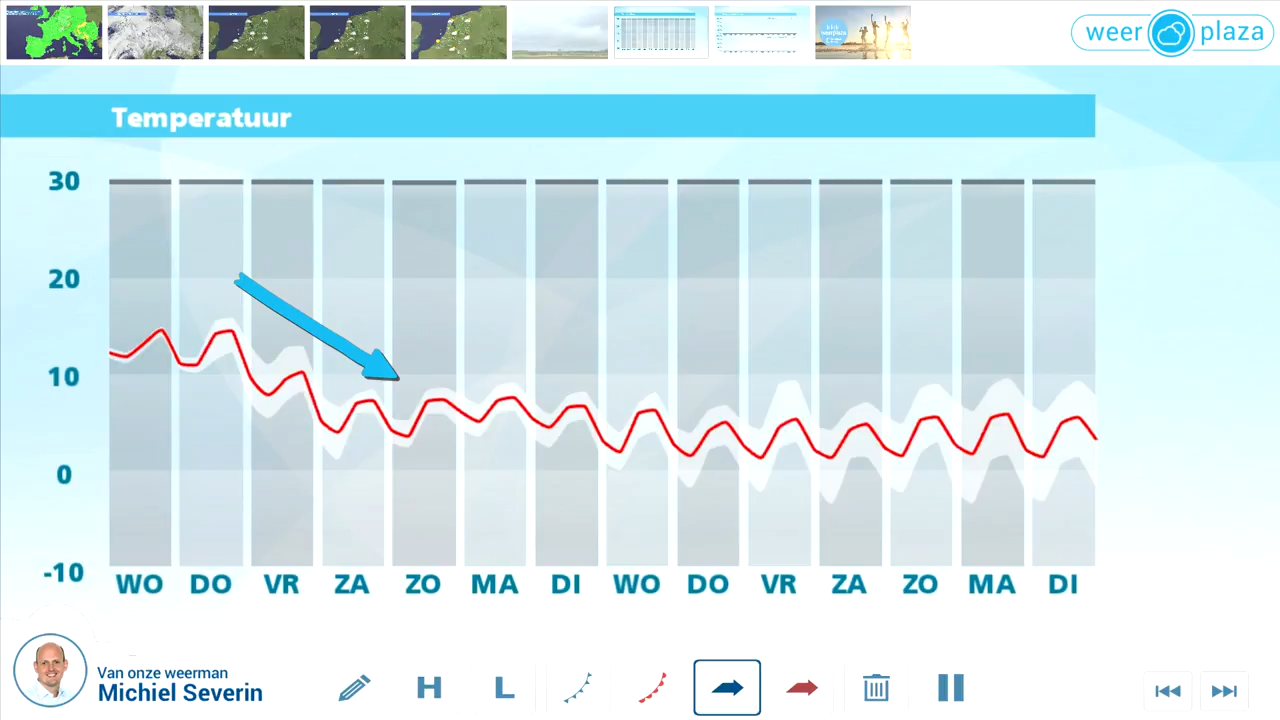 weer plaza
Temperatuur
30
20
10
0
-10
WO DO VR ZA ZO MA DI WO DO VR ZA ZO MA DI
Van onze weerman
Michiel Severin
H L